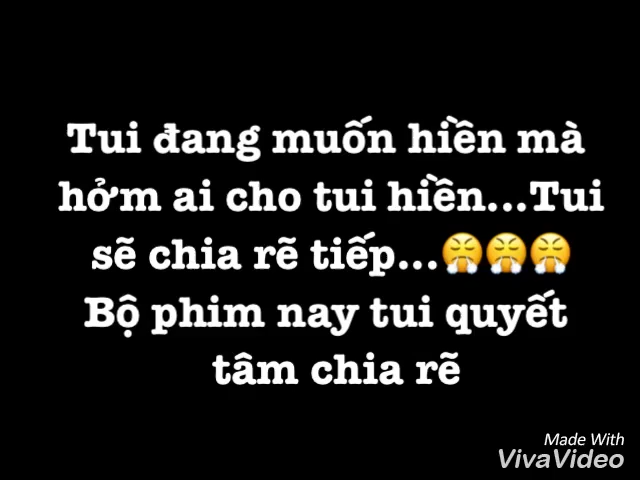 Tui đang muốn hiền mà
hởm ai cho tui hiền...Tui
sẽ chia rẽ tiếp...😤😤😤
Bộ phim nay tui quyết
tâm chia rẽ
Made With
VivaVideo